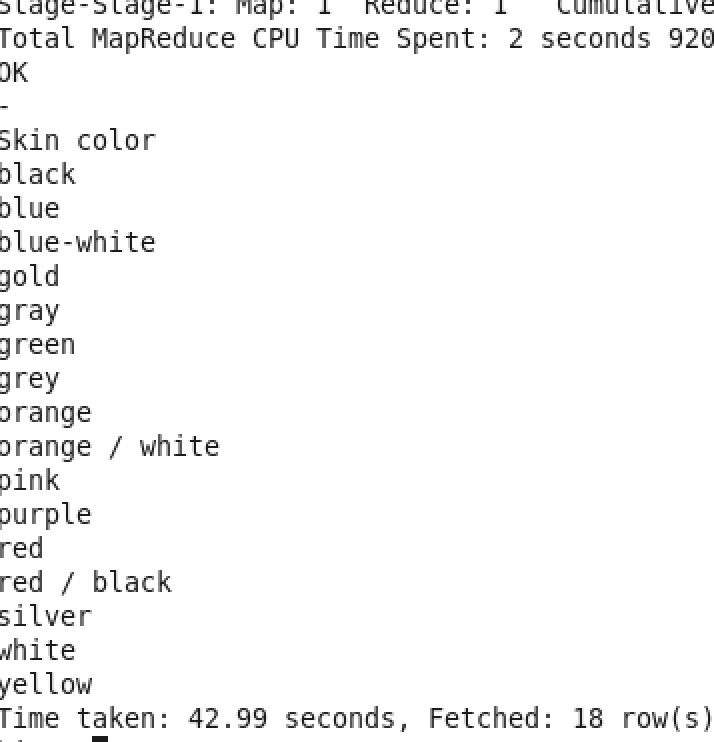 Stage-Stage-1: Map: 1  Reduce: 1   Cumulative
Total MapReduce CPU Time Spent: 2 seconds 920
OK
-
Skin color
black
blue
blue-white
gold
gray
green
grey
orange
orange / white
pink
purple
red
red / black
silver
white
yellow
Time taken: 42.99 seconds, Fetched: 18 row(s)